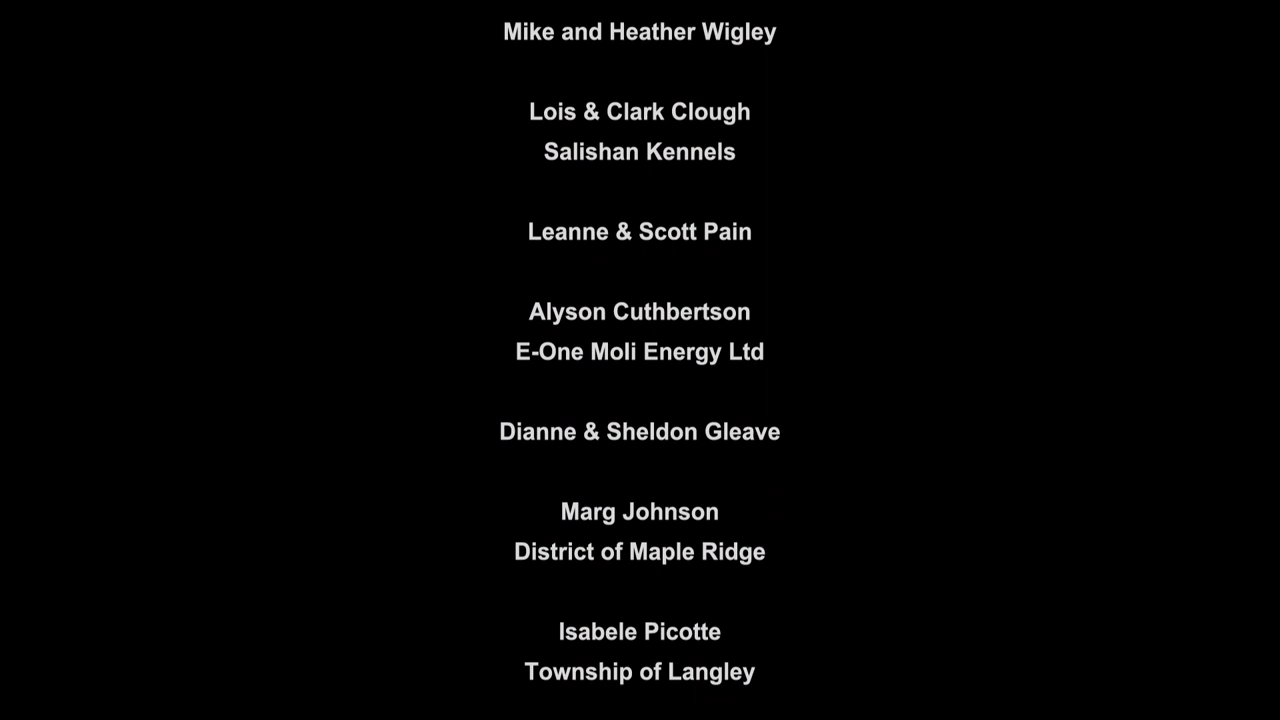 Mike and Heather Wigley
Lois & Clark Clough
Salishan Kennels
Leanne & Scott Pain
Alyson Cuthbertson
E-One Moli Energy Ltd
Dianne & Sheldon Gleave
Marg Johnson
District of Maple Ridge
Isabele Picotte
Township of Langley